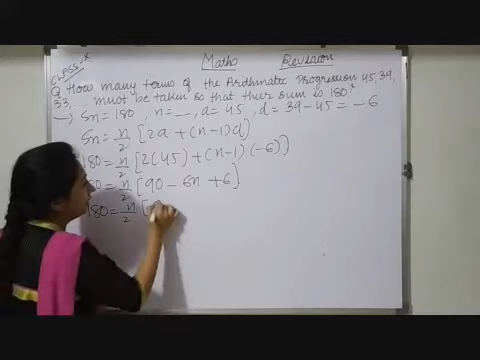 CLASS-X
Maths Revision
Q How many terms of the Arithmatic Progression 45, 39,
33, ... must be taken so that their sum is 180?
→ Sn = 180 , n = __ , a = 45 , d = 39 - 45 = -6
Sn = n/2 [2a + (n-1)d]
180 = n/2 [2(45) + (n-1)(-6)]
80 = n/2 [90 - 6n + 6]
180 = n/2 [